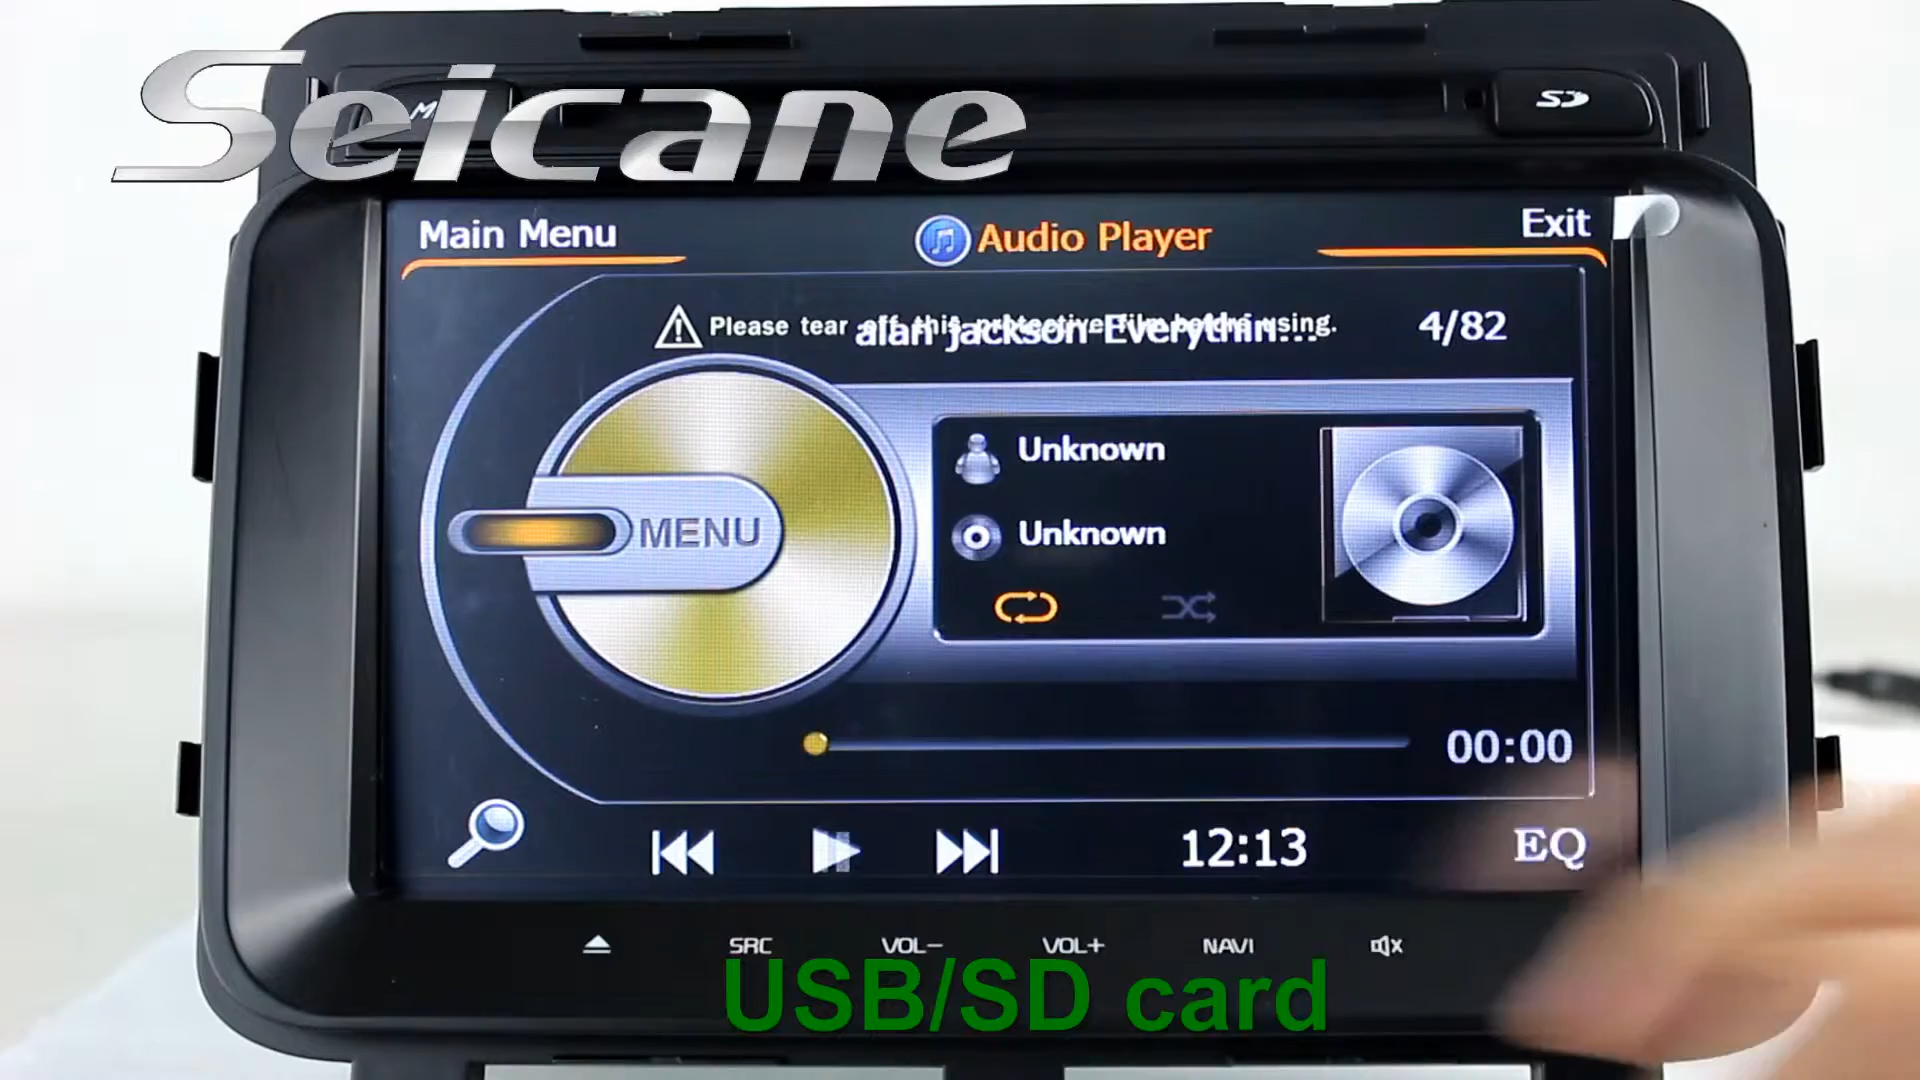 Seicane
M
SD
Main Menu
Audio Player
Exit
Please tear off this protective film before using.
alan jackson-Everythin...
4/82
Unknown
MENU
Unknown
00:00
12:13
EQ
SRC
VOL-
VOL+
NAVI
USB/SD card